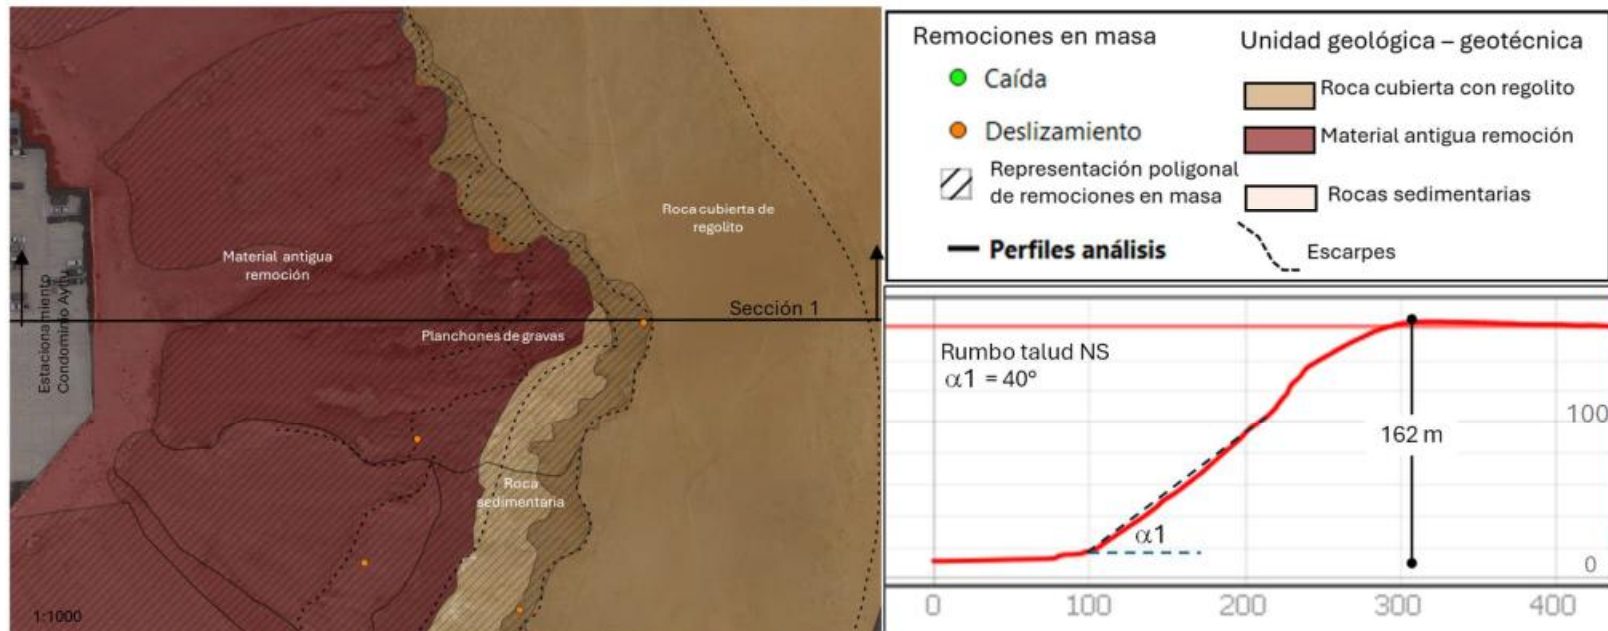 Roca cubierta de
regolito
Material antigua
remoción
Sección 1
Planchones de gravas
Estacionamiento
Condominio Aytu
Roca
sedimentaria
1:1000
Remociones en masa
Caída
Deslizamiento
Representación poligonal
de remociones en masa
Perfiles análisis
Unidad geológica – geotécnica
Roca cubierta con regolito
Material antigua remoción
Rocas sedimentarias
Escarpes
Rumbo talud NS
α1 = 40°
100
162 m
α1
0
0 100 200 300 400